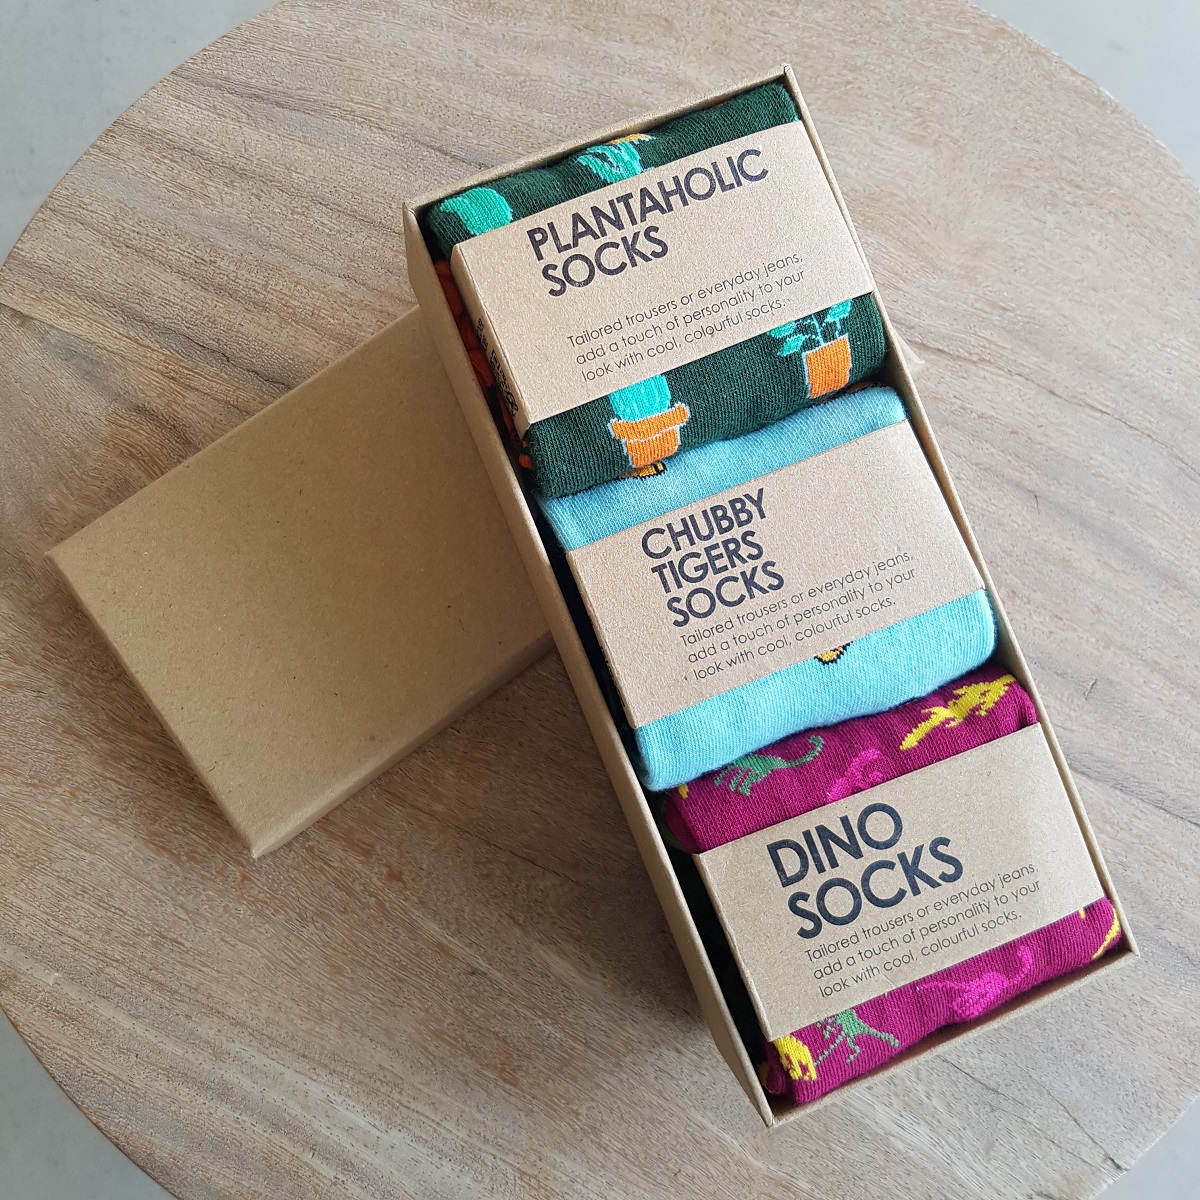 PLANTAHOLIC
SOCKS
Tailored trousers or everyday jeans,
add a touch of personality to your
look with cool, colourful socks.
CHUBBY
TIGERS
SOCKS
Tailored trousers or everyday jeans,
add a touch of personality to your
look with cool, colourful socks.
DINO
SOCKS
Tailored trousers or everyday jeans,
add a touch of personality to your
look with cool, colourful socks.